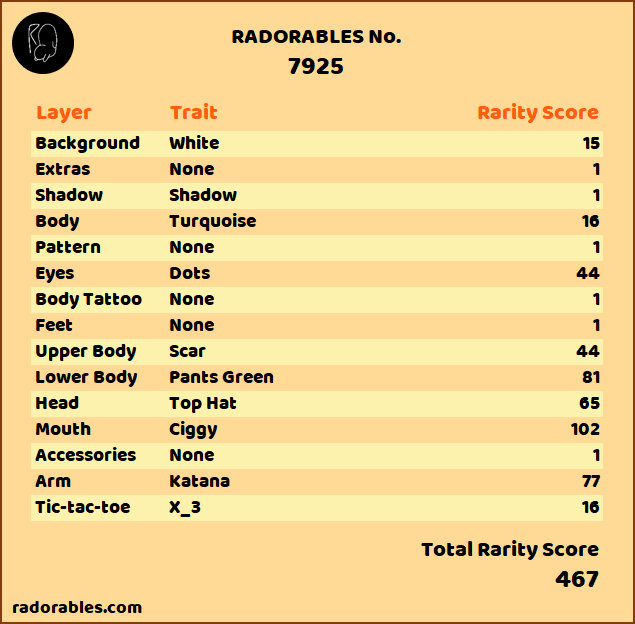 RADORABLES No.
7925
Layer Trait Rarity Score
Background White 15
Extras None 1
Shadow Shadow 1
Body Turquoise 16
Pattern None 1
Eyes Dots 44
Body Tattoo None 1
Feet None 1
Upper Body Scar 44
Lower Body Pants Green 81
Head Top Hat 65
Mouth Ciggy 102
Accessories None 1
Arm Katana 77
Tic-tac-toe X_3 16
Total Rarity Score
467
radorables.com